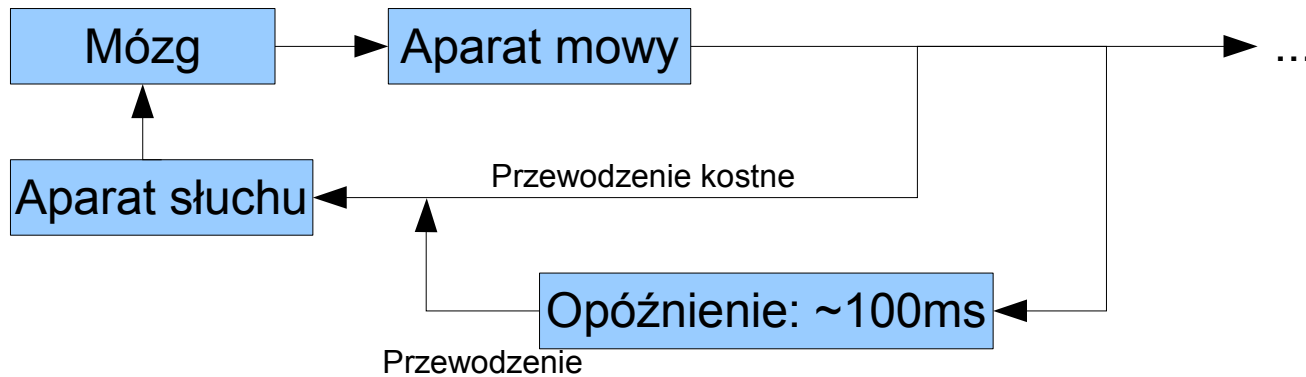 Mózg
Aparat mowy
...
Aparat słuchu
Przewodzenie kostne
Opóźnienie: ~100ms
Przewodzenie